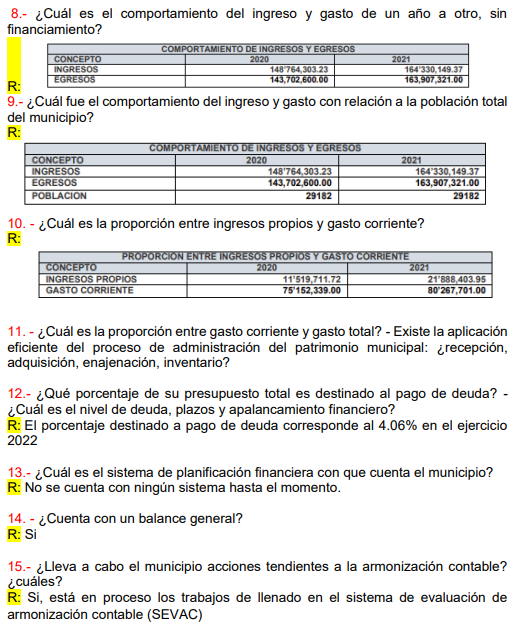 8.- ¿Cuál es el comportamiento del ingreso y gasto de un año a otro, sin
financiamiento?
COMPORTAMIENTO DE INGRESOS Y EGRESOS
CONCEPTO 2020 2021
INGRESOS 148'764,303.23 164'330,149.37
EGRESOS 143,702,600.00 163,907,321.00
R:
9.- ¿Cuál fue el comportamiento del ingreso y gasto con relación a la población total
del municipio?
R:
COMPORTAMIENTO DE INGRESOS Y EGRESOS
CONCEPTO 2020 2021
INGRESOS 148'764,303.23 164'330,149.37
EGRESOS 143,702,600.00 163,907,321.00
POBLACION 29182 29182
10. - ¿Cuál es la proporción entre ingresos propios y gasto corriente?
R:
PROPORCION ENTRE INGRESOS PROPIOS Y GASTO CORRIENTE
CONCEPTO 2020 2021
INGRESOS PROPIOS 11'519,711.72 21'888,403.95
GASTO CORRIENTE 75'152,339.00 80'267,701.00
11. - ¿Cuál es la proporción entre gasto corriente y gasto total? - Existe la aplicación
eficiente del proceso de administración del patrimonio municipal: ¿recepción,
adquisición, enajenación, inventario?
12.- ¿Qué porcentaje de su presupuesto total es destinado al pago de deuda? -
¿Cuál es el nivel de deuda, plazos y apalancamiento financiero?
R: El porcentaje destinado a pago de deuda corresponde al 4.06% en el ejercicio
2022
13.- ¿Cuál es el sistema de planificación financiera con que cuenta el municipio?
R: No se cuenta con ningún sistema hasta el momento.
14. - ¿Cuenta con un balance general?
R: Si
15.- ¿Lleva a cabo el municipio acciones tendientes a la armonización contable?
¿cuáles?
R: Si, está en proceso los trabajos de llenado en el sistema de evaluación de
armonización contable (SEVAC)